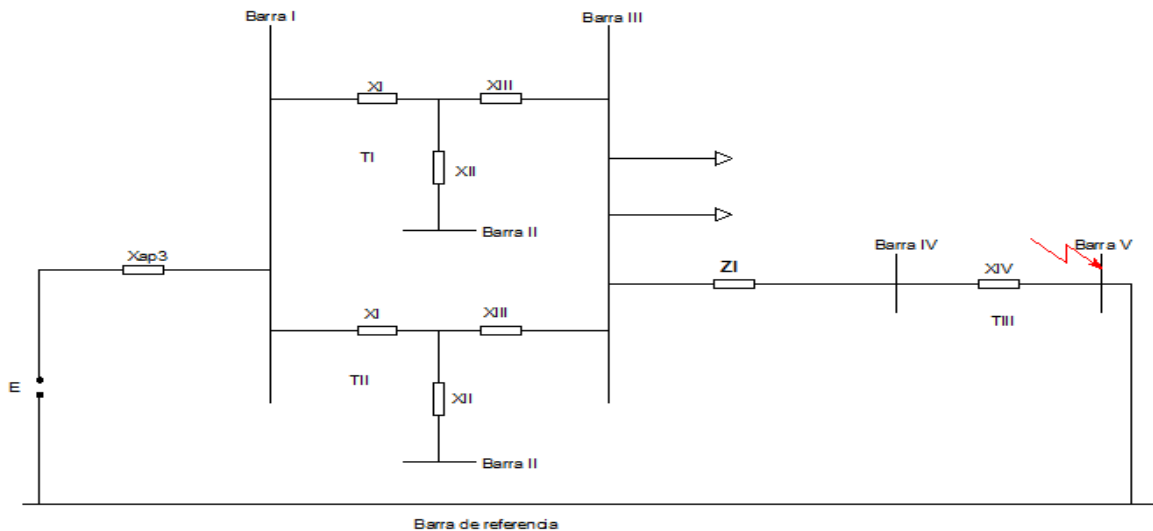 Barra I
Barra III
XI
XIII
TI
XII
Barra II
Xap3
Barra IV
Barra V
ZI
XIV
TIII
XI
XIII
TII
E
XII
Barra II
Barra de referencia